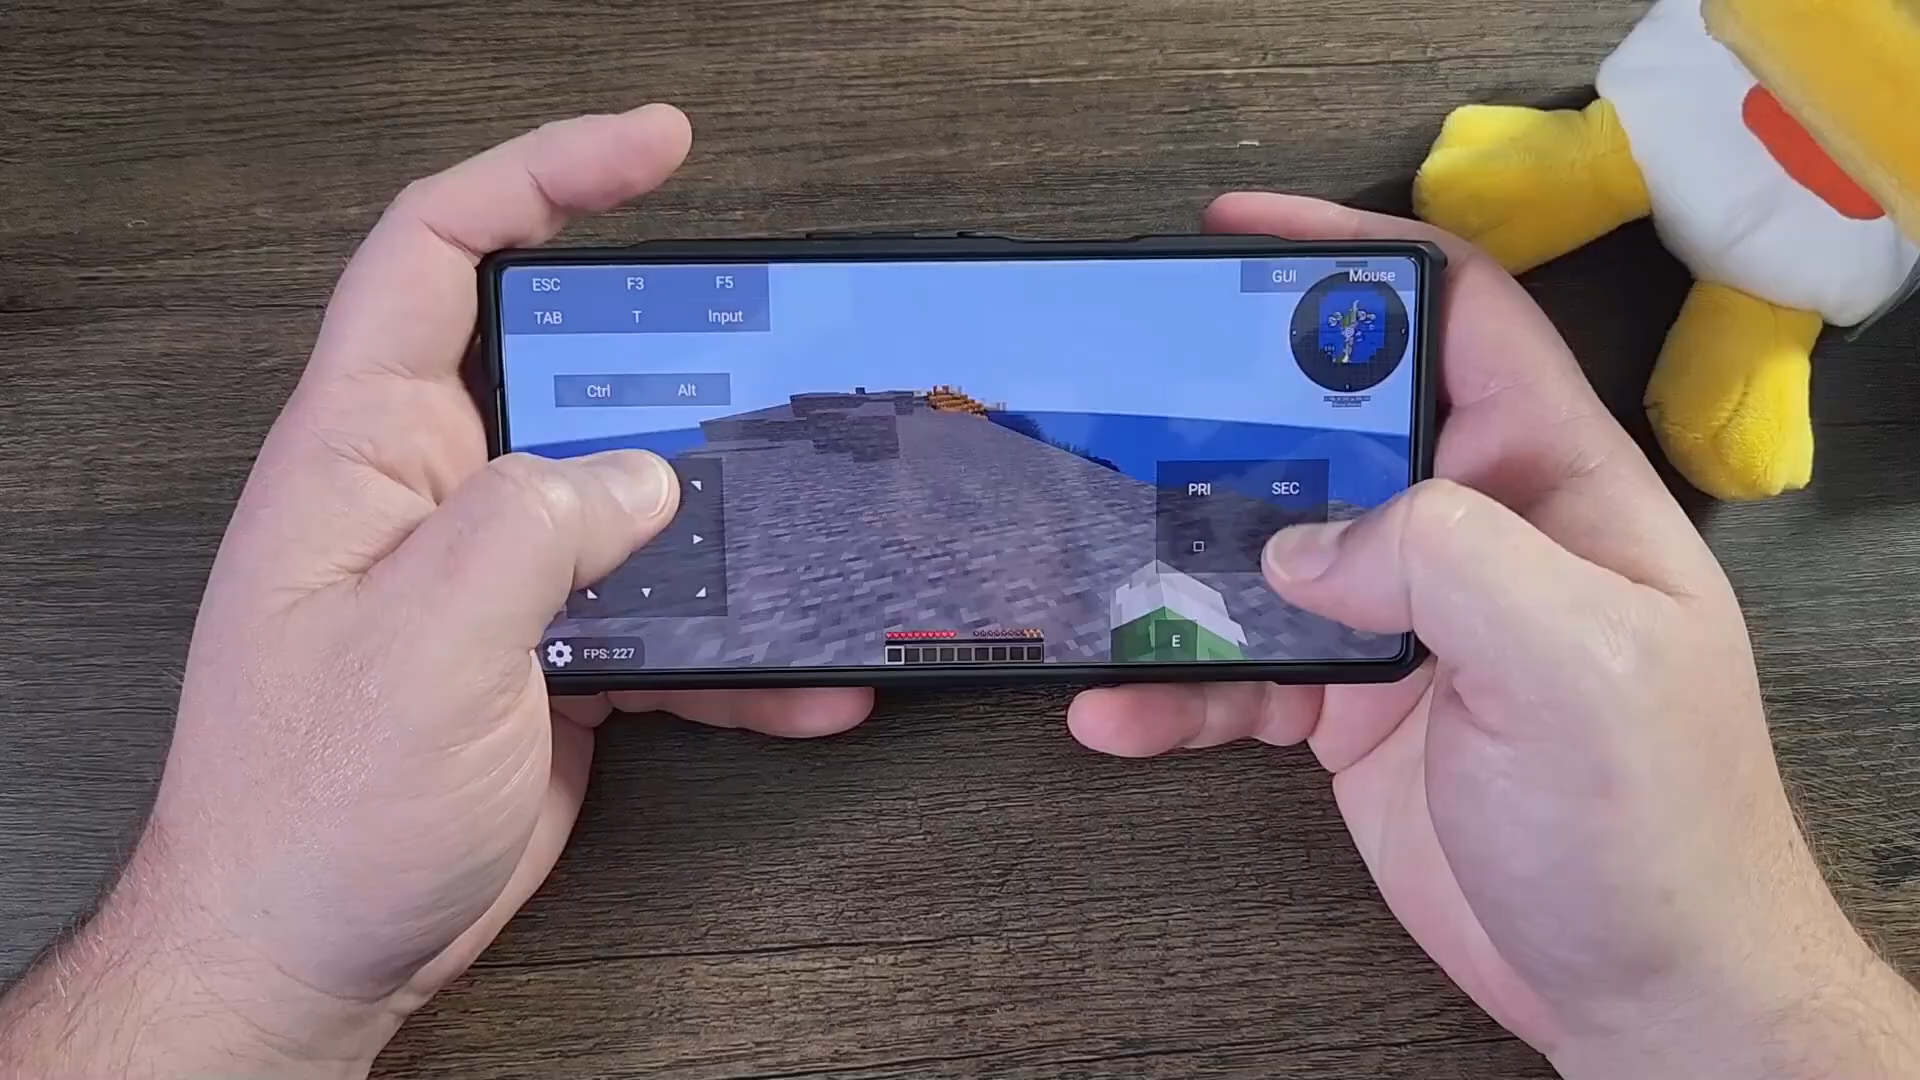 ESC F3 F5
GUI Mouse
TAB T Input
Ctrl Alt
PRI SEC
E
FPS: 227